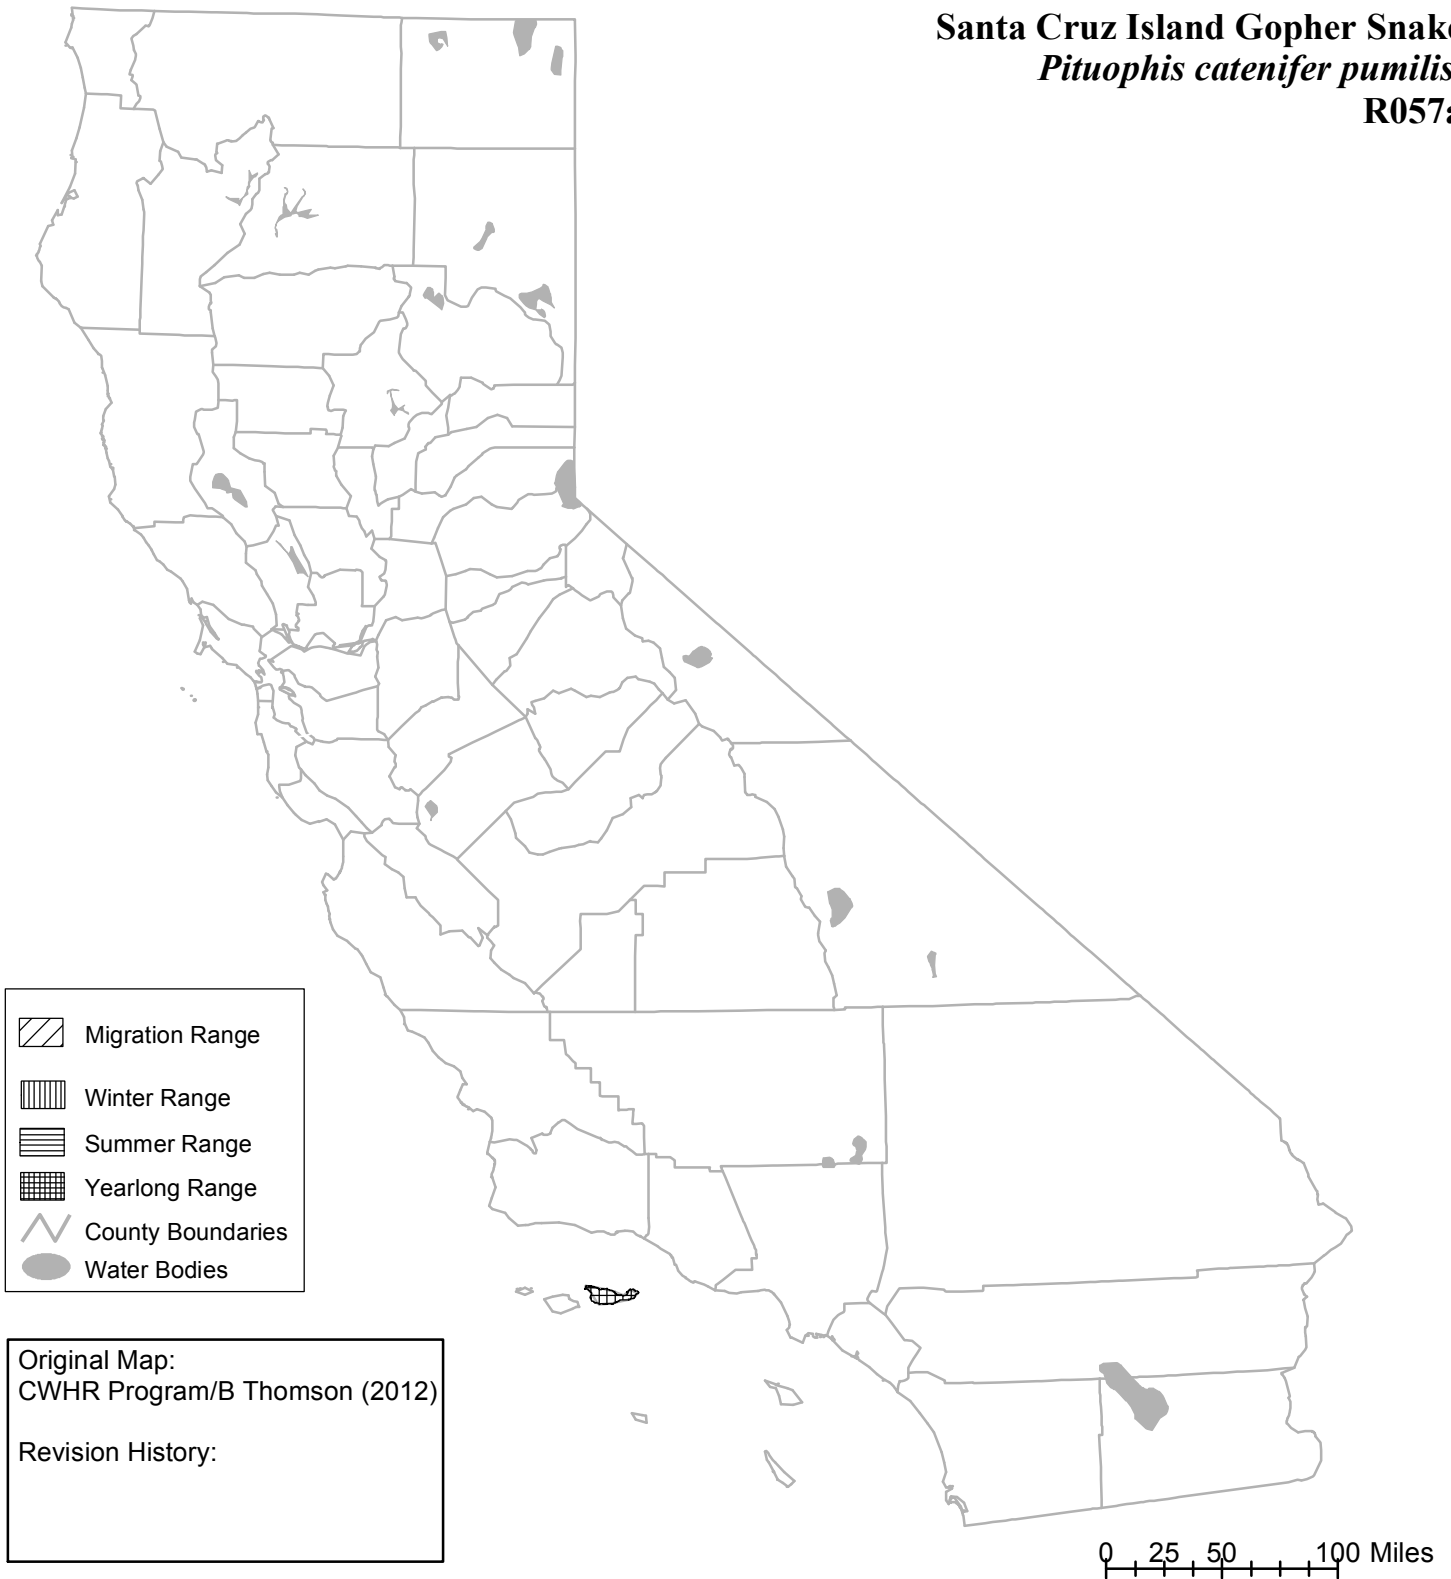 Santa Cruz Island Gopher Snake
Pituophis catenifer pumilis
R057a
Migration Range
Winter Range
Summer Range
Yearlong Range
County Boundaries
Water Bodies
Original Map:
CWHR Program/B Thomson (2012)
Revision History:
0 25 50 100 Miles